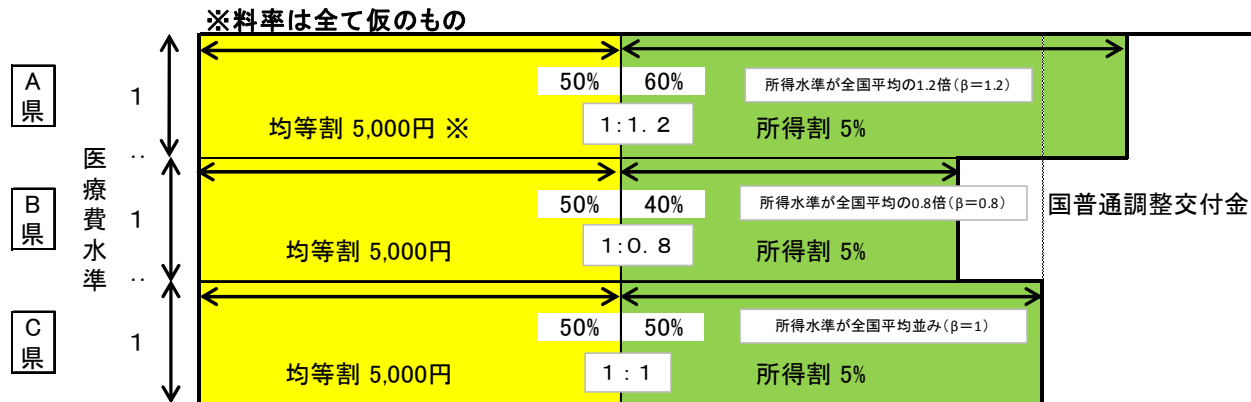 ※料率は全て仮のもの
A県
医療費水準
1
50% 60%
所得水準が全国平均の1.2倍(β=1.2)
均等割 5,000円 ※
1:1.2
所得割 5%
:
B県
1
50% 40%
所得水準が全国平均の0.8倍(β=0.8)
国普通調整交付金
均等割 5,000円
1:0.8
所得割 5%
:
C県
1
50% 50%
所得水準が全国平均並み(β=1)
均等割 5,000円
1:1
所得割 5%